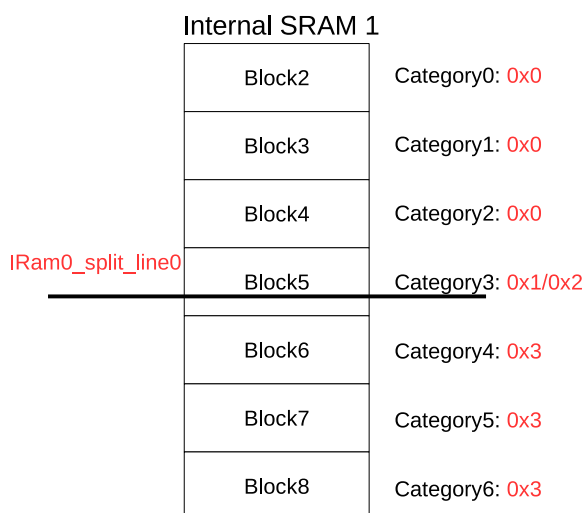 Internal SRAM 1
Block2 Category0: 0x0
Block3 Category1: 0x0
Block4 Category2: 0x0
IRam0_split_line0
Block5 Category3: 0x1/0x2
Block6 Category4: 0x3
Block7 Category5: 0x3
Block8 Category6: 0x3